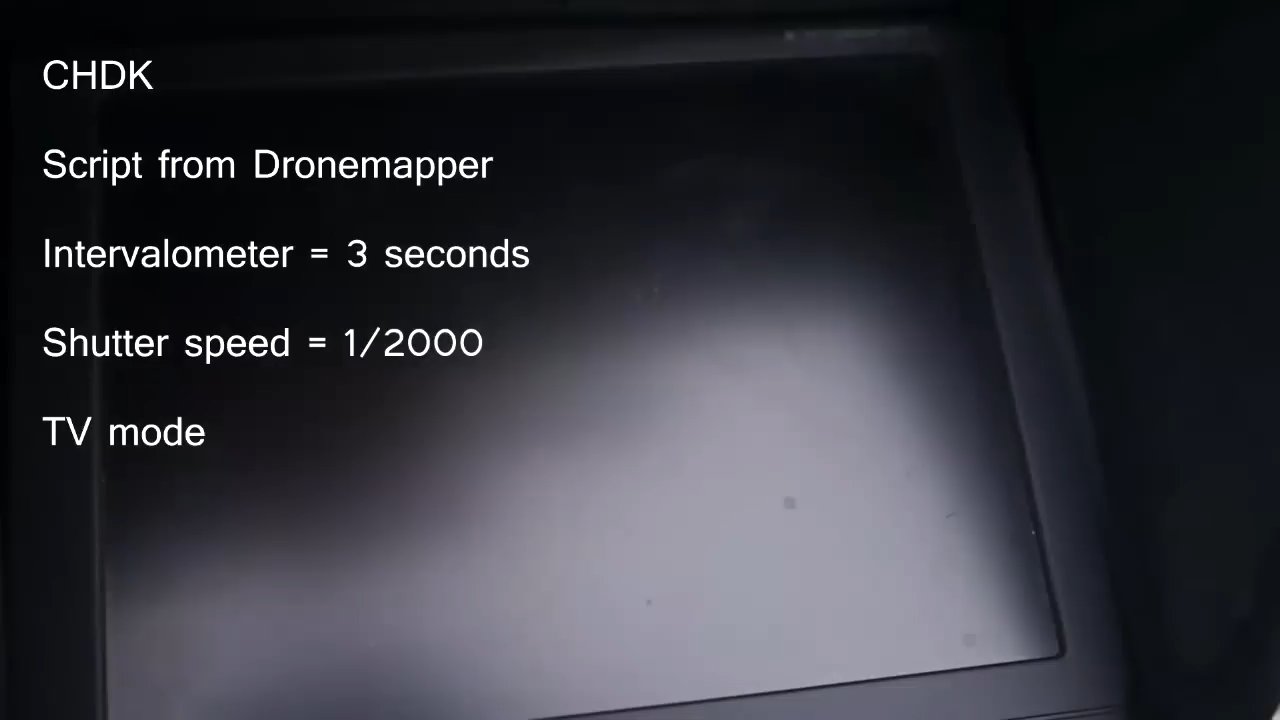 CHDK
Script from Dronemapper
Intervalometer = 3 seconds
Shutter speed = 1/2000
TV mode